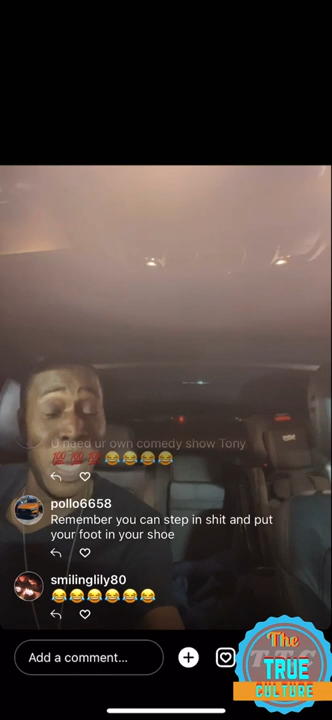 U need ur own comedy show Tony
💯💯💯😂😂😂😂
pollo6658
Remember you can step in shit and put
your foot in your shoe
smilinglily80
😂😂😂😂😂😂
Add a comment...
The
TRUE
CULTURE